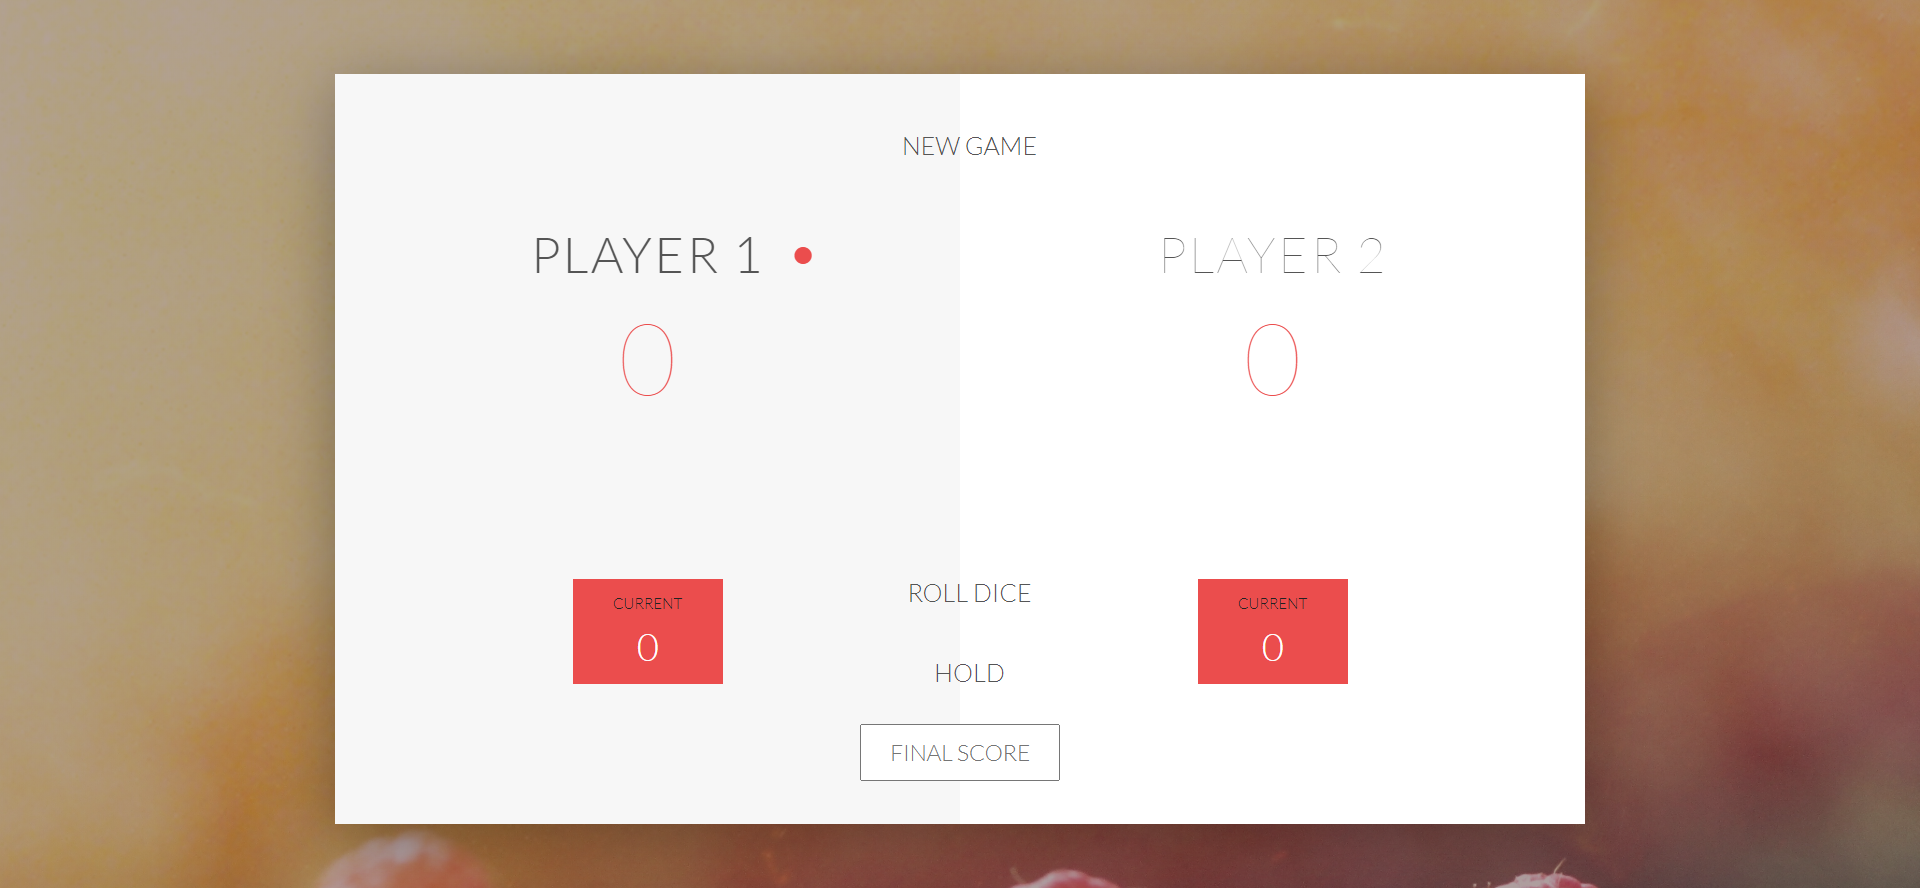 NEW GAME
PLAYER 1
0
PLAYER 2
0
CURRENT
0
ROLL DICE
HOLD
FINAL SCORE
CURRENT
0